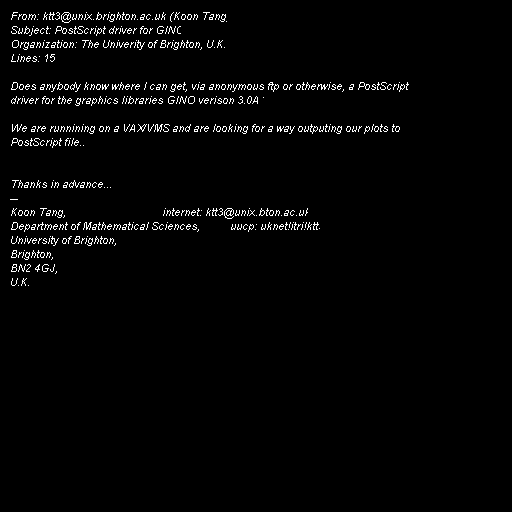 From: ktt3@unix.brighton.ac.uk (Koon Tang)
Subject: PostScript driver for GINO
Organization: The Univerity of Brighton, U.K.
Lines: 15
Does anybody know where I can get, via anonymous ftp or otherwise, a PostScript
driver for the graphics libraries GINO verison 3.0A ?
We are runnining on a VAX/VMS and are looking for a way outputing our plots to
PostScript file..
Thanks in advance...
--
Koon Tang, internet: ktt3@unix.bton.ac.uk
Department of Mathematical Sciences, uucp: uknet!itri!ktt
University of Brighton,
Brighton,
BN2 4GJ,
U.K.